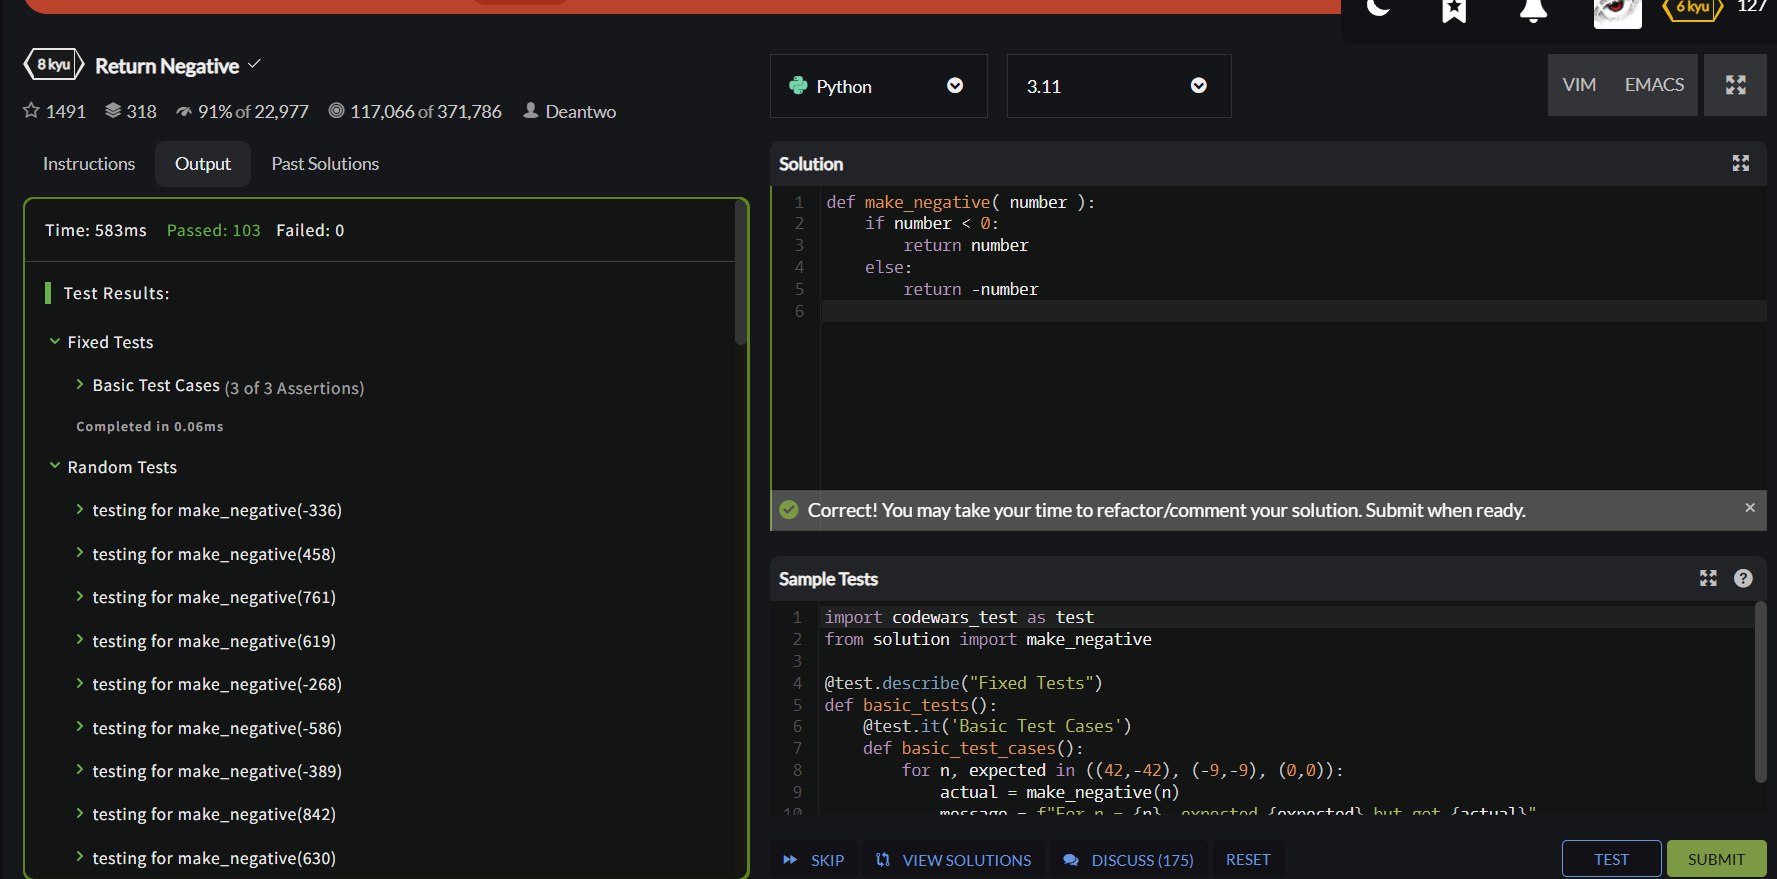 6 kyu 127
8 kyu Return Negative
1491 318 91% of 22,977 117,066 of 371,786 Deantwo
Instructions Output Past Solutions
Time: 583ms Passed: 103 Failed: 0
Test Results:
Fixed Tests
Basic Test Cases (3 of 3 Assertions)
Completed in 0.06ms
Random Tests
testing for make_negative(-336)
testing for make_negative(458)
testing for make_negative(761)
testing for make_negative(619)
testing for make_negative(-268)
testing for make_negative(-586)
testing for make_negative(-389)
testing for make_negative(842)
testing for make_negative(630)
Python 3.11 VIM EMACS
Solution
1 def make_negative( number ):
2     if number < 0:
3         return number
4     else:
5         return -number
6
Correct! You may take your time to refactor/comment your solution. Submit when ready. ×
Sample Tests ?
1 import codewars_test as test
2 from solution import make_negative
3
4 @test.describe("Fixed Tests")
5 def basic_tests():
6     @test.it('Basic Test Cases')
7     def basic_test_cases():
8         for n, expected in ((42,-42), (-9,-9), (0,0)):
9             actual = make_negative(n)
10             message = f"For n = {n}, expected {expected} but got {actual}"
SKIP VIEW SOLUTIONS DISCUSS (175) RESET TEST SUBMIT